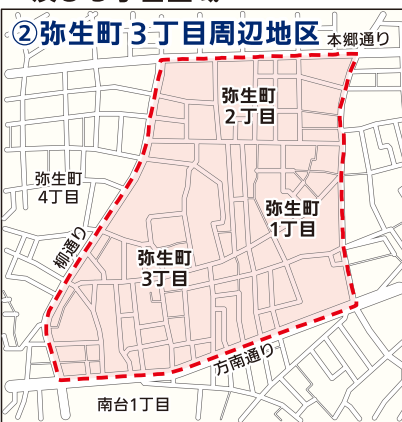 ②弥生町３丁目周辺地区
本郷通り
弥生町
2丁目
弥生町
4丁目
弥生町
1丁目
柳通り
弥生町
3丁目
方南通り
南台1丁目